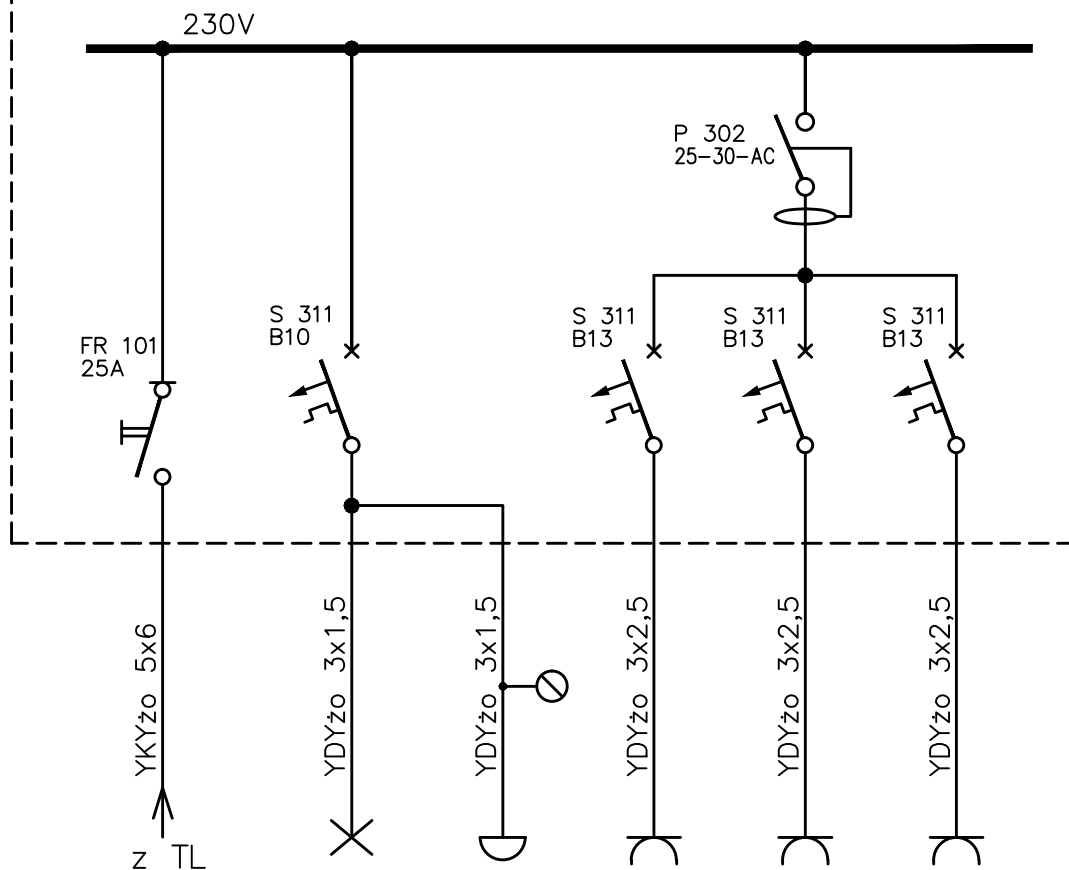 230V
P 302
25-30-AC
S 311
B10
S 311
B13
S 311
B13
S 311
B13
FR 101
25A
YKYżo 5x6
YDYżo 3x1,5
YDYżo 3x1,5
YDYżo 3x2,5
YDYżo 3x2,5
YDYżo 3x2,5
z TL